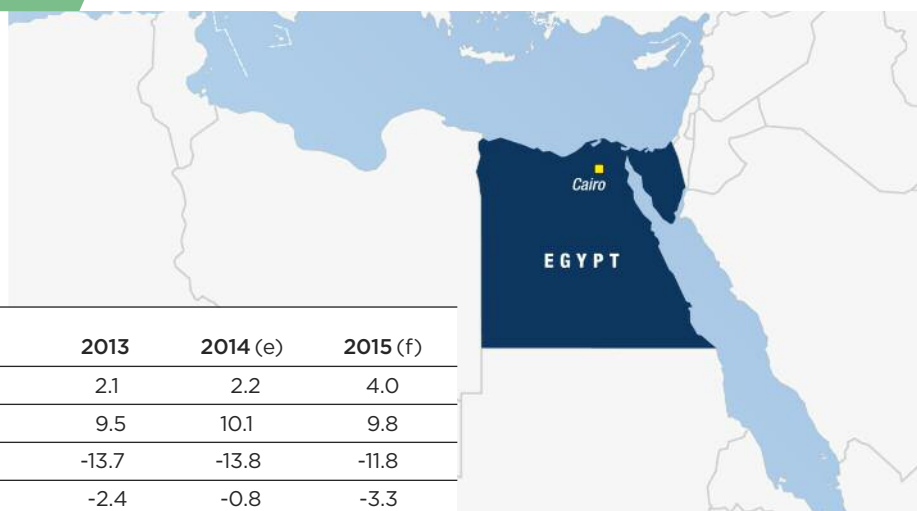 Cairo
EGYPT
2013 2014 (e) 2015 (f)
2.1 2.2 4.0
9.5 10.1 9.8
-13.7 -13.8 -11.8
-2.4 -0.8 -3.3